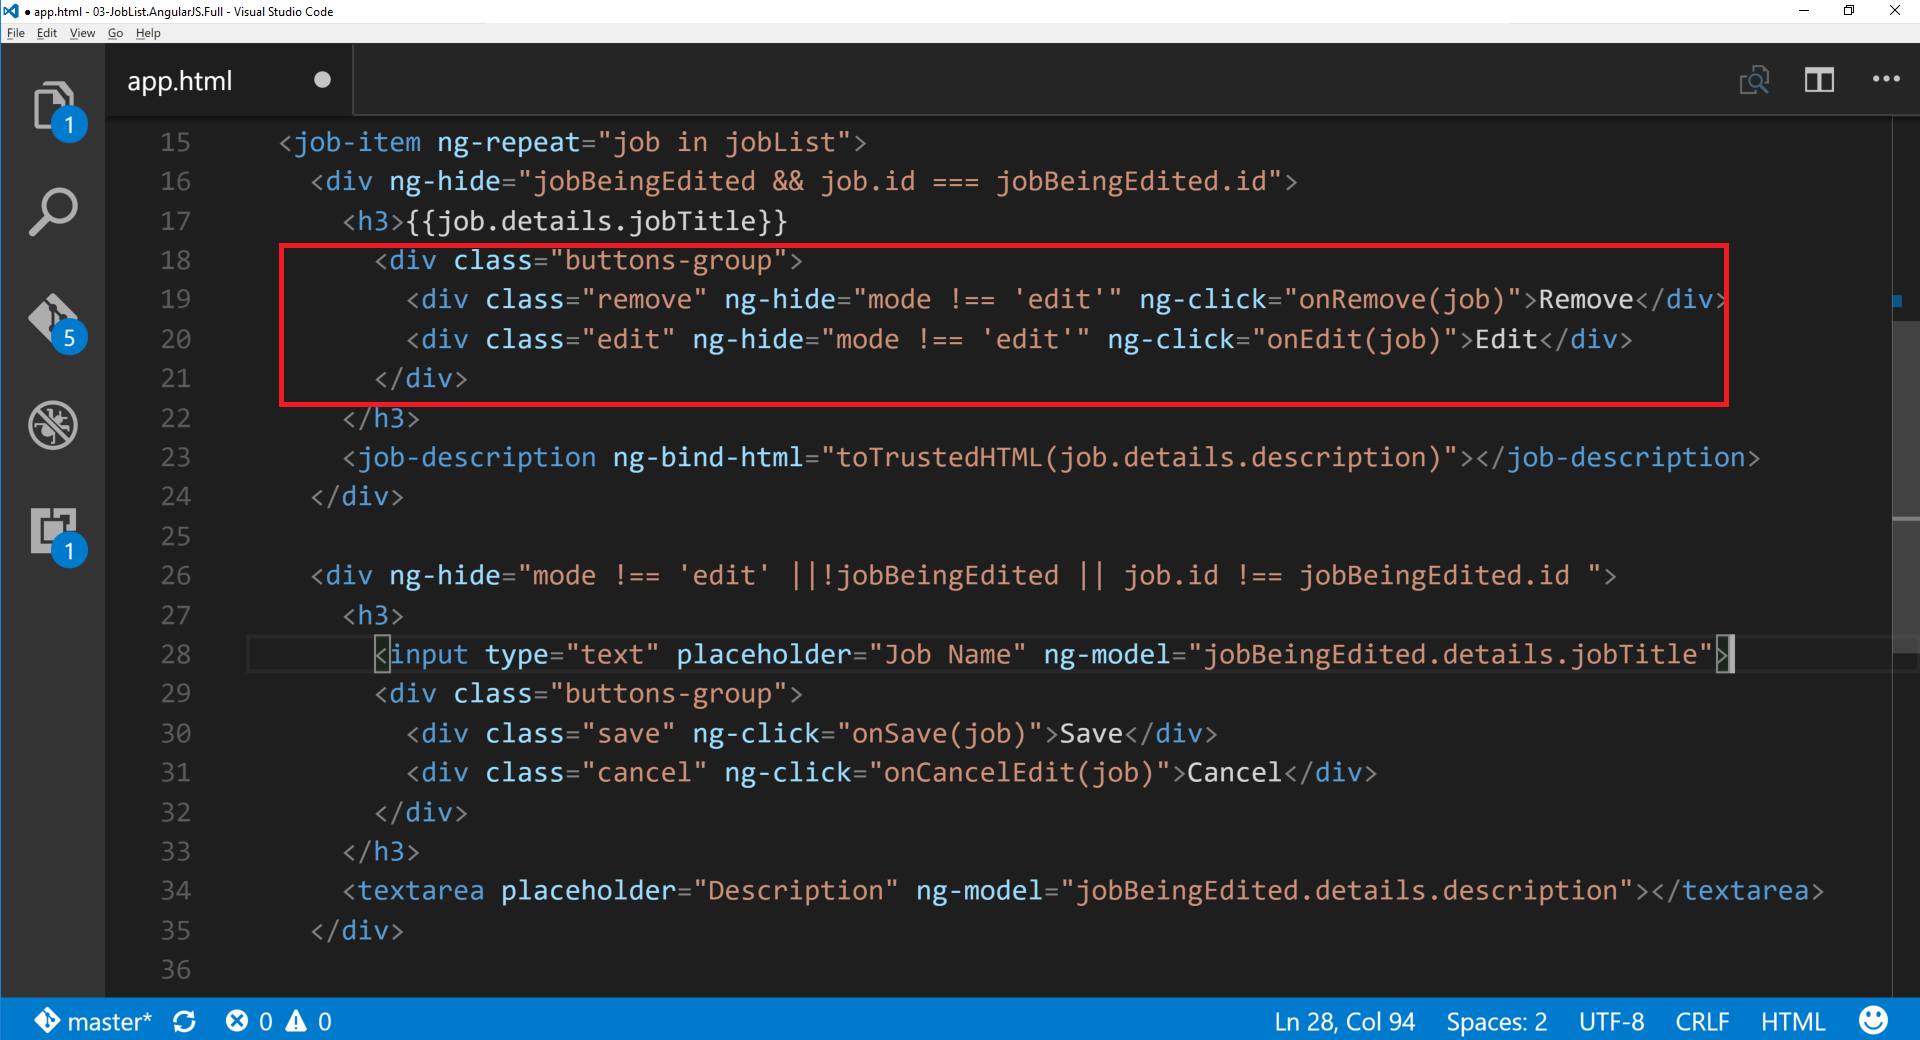 ● app.html - 03-JobList.AngularJS.Full - Visual Studio Code
File Edit View Go Help
app.html
15 <job-item ng-repeat="job in jobList">
16 <div ng-hide="jobBeingEdited && job.id === jobBeingEdited.id">
17 <h3>{{job.details.jobTitle}}
18 <div class="buttons-group">
19 <div class="remove" ng-hide="mode !== 'edit'" ng-click="onRemove(job)">Remove</div>
20 <div class="edit" ng-hide="mode !== 'edit'" ng-click="onEdit(job)">Edit</div>
21 </div>
22 </h3>
23 <job-description ng-bind-html="toTrustedHTML(job.details.description)"></job-description>
24 </div>
25
26 <div ng-hide="mode !== 'edit' ||!jobBeingEdited || job.id !== jobBeingEdited.id ">
27 <h3>
28 <input type="text" placeholder="Job Name" ng-model="jobBeingEdited.details.jobTitle">
29 <div class="buttons-group">
30 <div class="save" ng-click="onSave(job)">Save</div>
31 <div class="cancel" ng-click="onCancelEdit(job)">Cancel</div>
32 </div>
33 </h3>
34 <textarea placeholder="Description" ng-model="jobBeingEdited.details.description"></textarea>
35 </div>
36
1
5
1
master* 0 0 Ln 28, Col 94 Spaces: 2 UTF-8 CRLF HTML